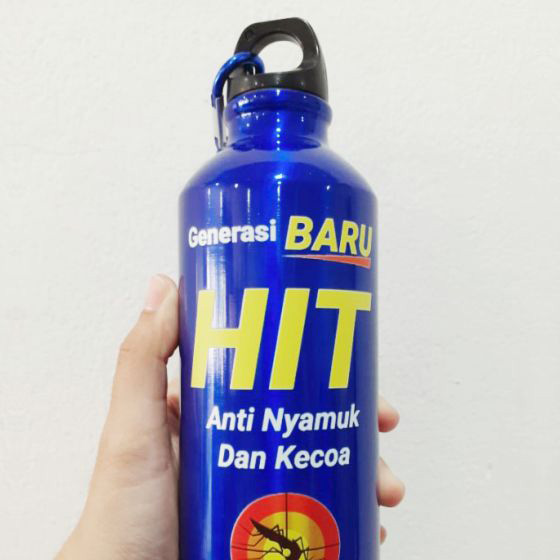 Generasi BARU
HIT
Anti Nyamuk
Dan Kecoa